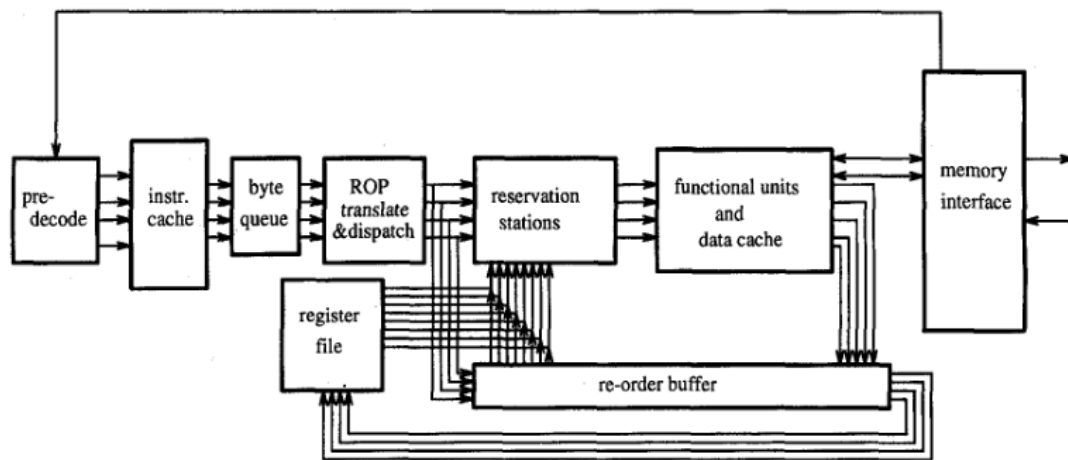 pre-
decode
instr.
cache
byte
queue
ROP
translate
&dispatch
reservation
stations
functional units
and
data cache
memory
interface
register
file
re-order buffer